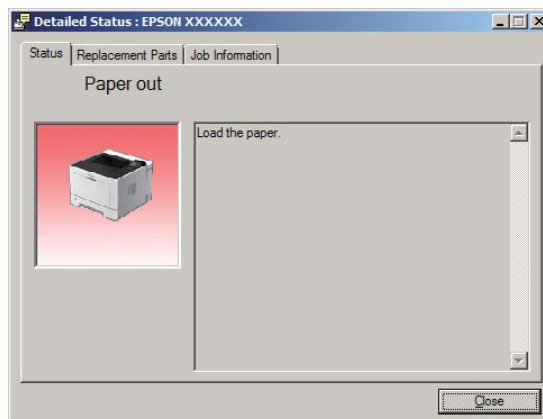 Detailed Status : EPSON XXXXXX
Status Replacement Parts Job Information
Paper out
Load the paper.
Close